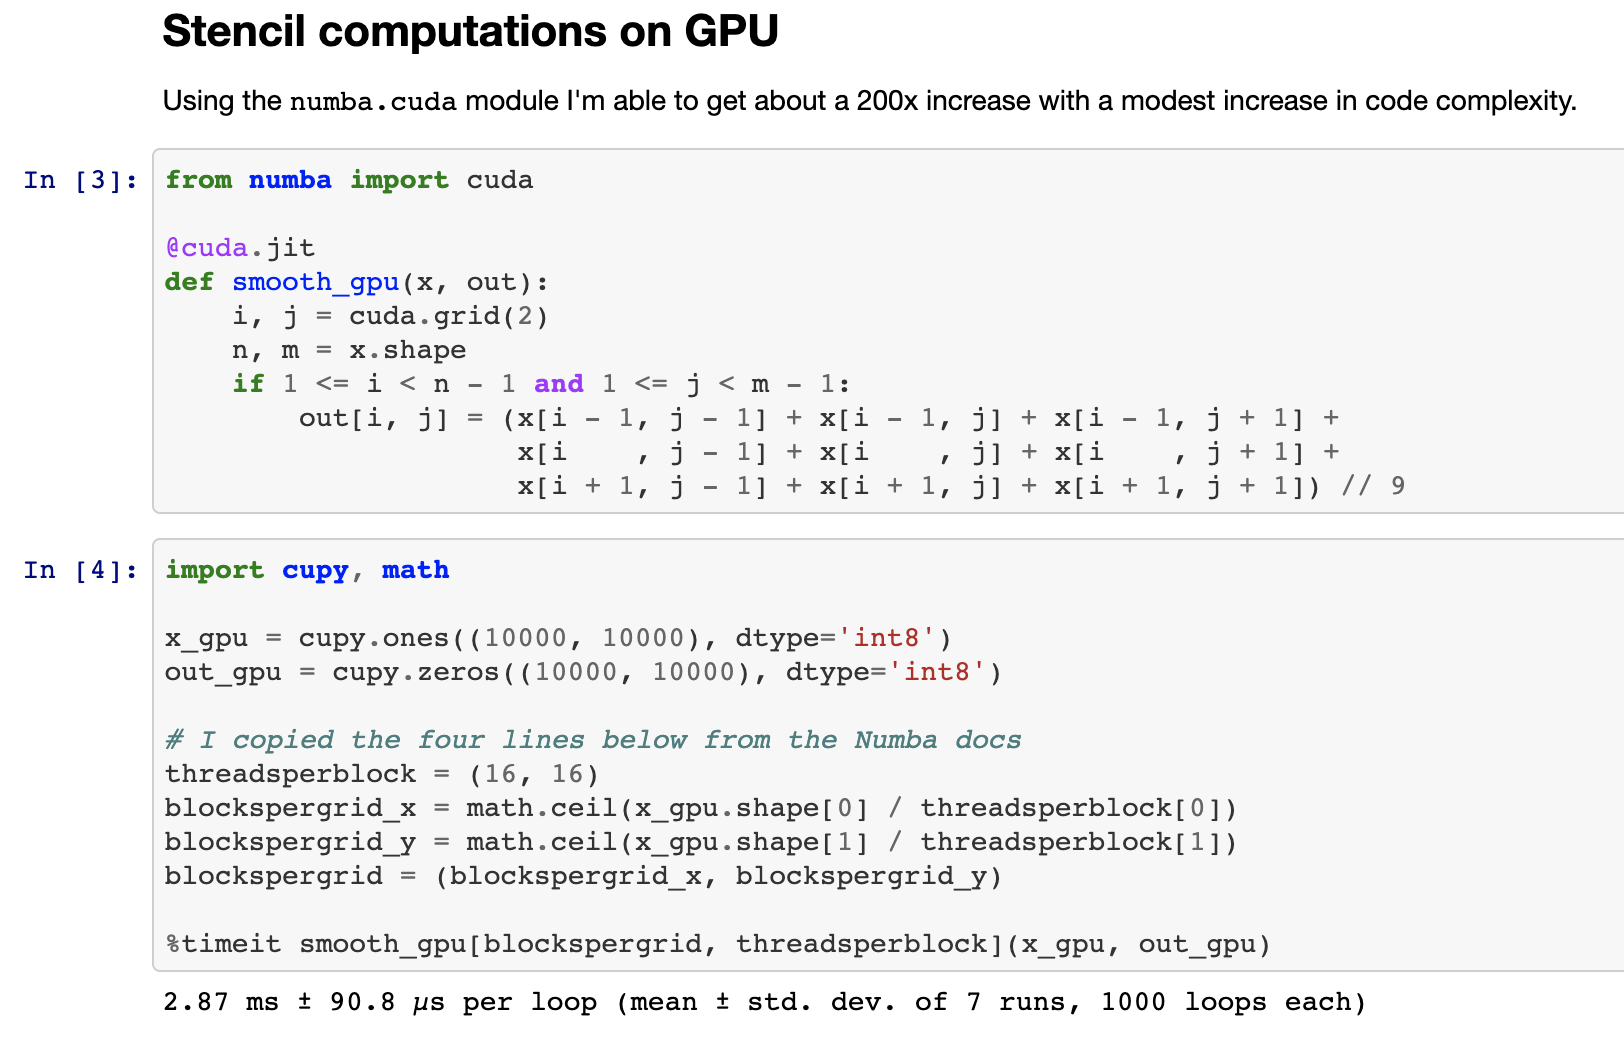 Stencil computations on GPU
Using the numba.cuda module I'm able to get about a 200x increase with a modest increase in code complexity.
In [3]: from numba import cuda
@cuda.jit
def smooth_gpu(x, out):
    i, j = cuda.grid(2)
    n, m = x.shape
    if 1 <= i < n - 1 and 1 <= j < m - 1:
        out[i, j] = (x[i - 1, j - 1] + x[i - 1, j] + x[i - 1, j + 1] +
                     x[i    , j - 1] + x[i    , j] + x[i    , j + 1] +
                     x[i + 1, j - 1] + x[i + 1, j] + x[i + 1, j + 1]) // 9
In [4]: import cupy, math
x_gpu = cupy.ones((10000, 10000), dtype='int8')
out_gpu = cupy.zeros((10000, 10000), dtype='int8')
# I copied the four lines below from the Numba docs
threadsperblock = (16, 16)
blockspergrid_x = math.ceil(x_gpu.shape[0] / threadsperblock[0])
blockspergrid_y = math.ceil(x_gpu.shape[1] / threadsperblock[1])
blockspergrid = (blockspergrid_x, blockspergrid_y)
%timeit smooth_gpu[blockspergrid, threadsperblock](x_gpu, out_gpu)
2.87 ms ± 90.8 µs per loop (mean ± std. dev. of 7 runs, 1000 loops each)